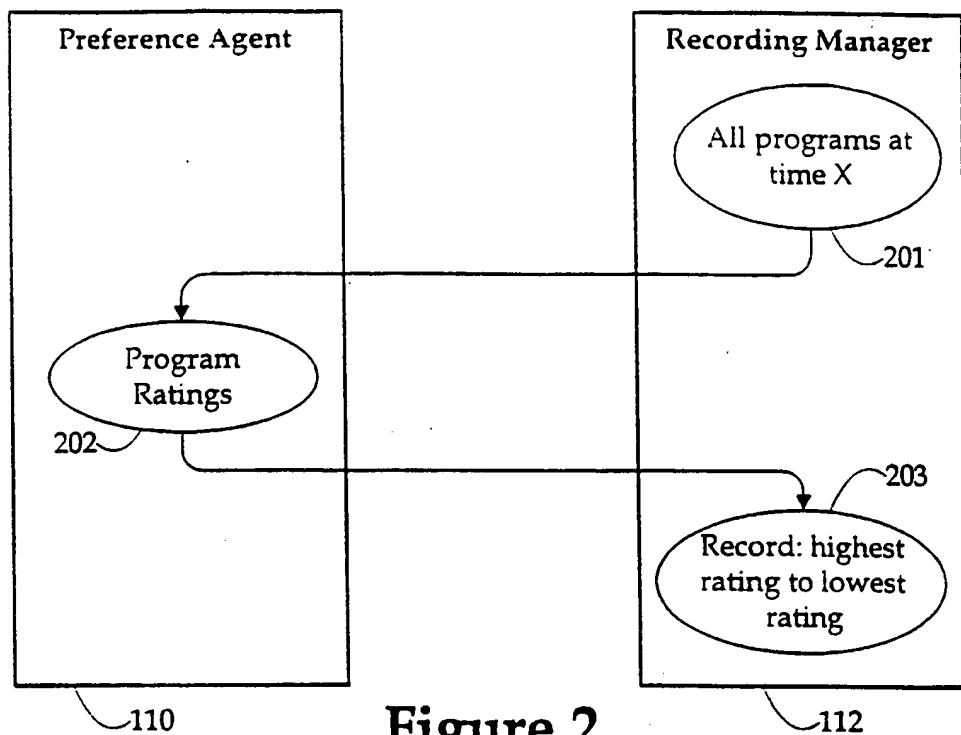 Preference Agent
Recording Manager
All programs at
time X
201
Program
Ratings
202
203
Record: highest
rating to lowest
rating
110
112
Figure 2